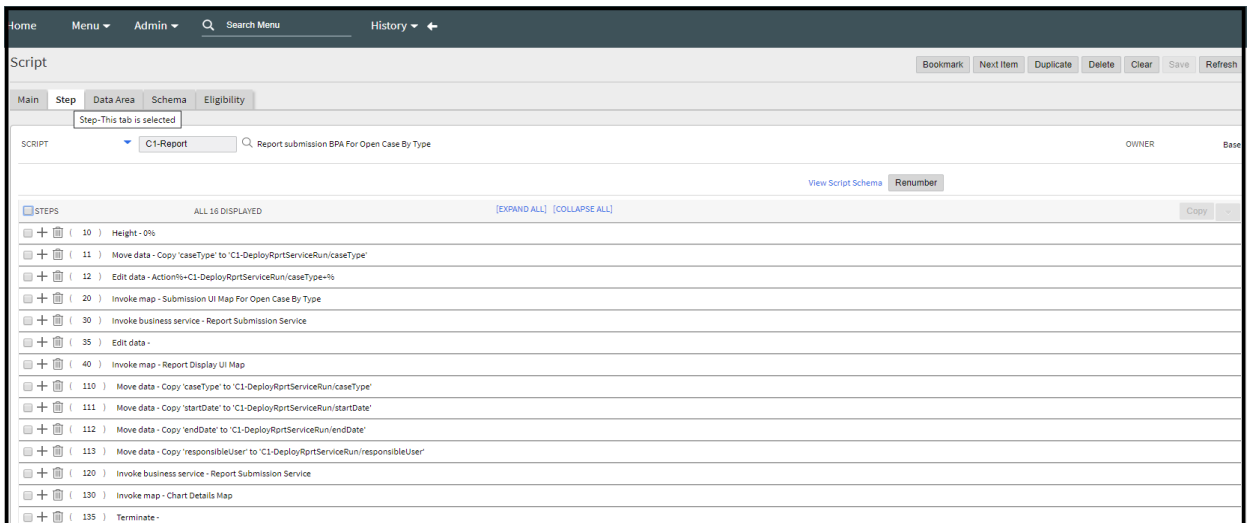 Home Menu Admin Search Menu History
Script Bookmark Next Item Duplicate Delete Clear Save Refresh
Main Step Data Area Schema Eligibility
Step-This tab is selected
SCRIPT C1-Report Report submission BPA For Open Case By Type OWNER Base
View Script Schema Renumber
STEPS ALL 16 DISPLAYED [EXPAND ALL] [COLLAPSE ALL] Copy -
( 10 ) Height - 0%
( 11 ) Move data - Copy 'caseType' to 'C1-DeployRprtServiceRun/caseType'
( 12 ) Edit data - Action%+C1-DeployRprtServiceRun/caseType+%
( 20 ) Invoke map - Submission UI Map For Open Case By Type
( 30 ) Invoke business service - Report Submission Service
( 35 ) Edit data -
( 40 ) Invoke map - Report Display UI Map
( 110 ) Move data - Copy 'caseType' to 'C1-DeployRprtServiceRun/caseType'
( 111 ) Move data - Copy 'startDate' to 'C1-DeployRprtServiceRun/startDate'
( 112 ) Move data - Copy 'endDate' to 'C1-DeployRprtServiceRun/endDate'
( 113 ) Move data - Copy 'responsibleUser' to 'C1-DeployRprtServiceRun/responsibleUser'
( 120 ) Invoke business service - Report Submission Service
( 130 ) Invoke map - Chart Details Map
( 135 ) Terminate -